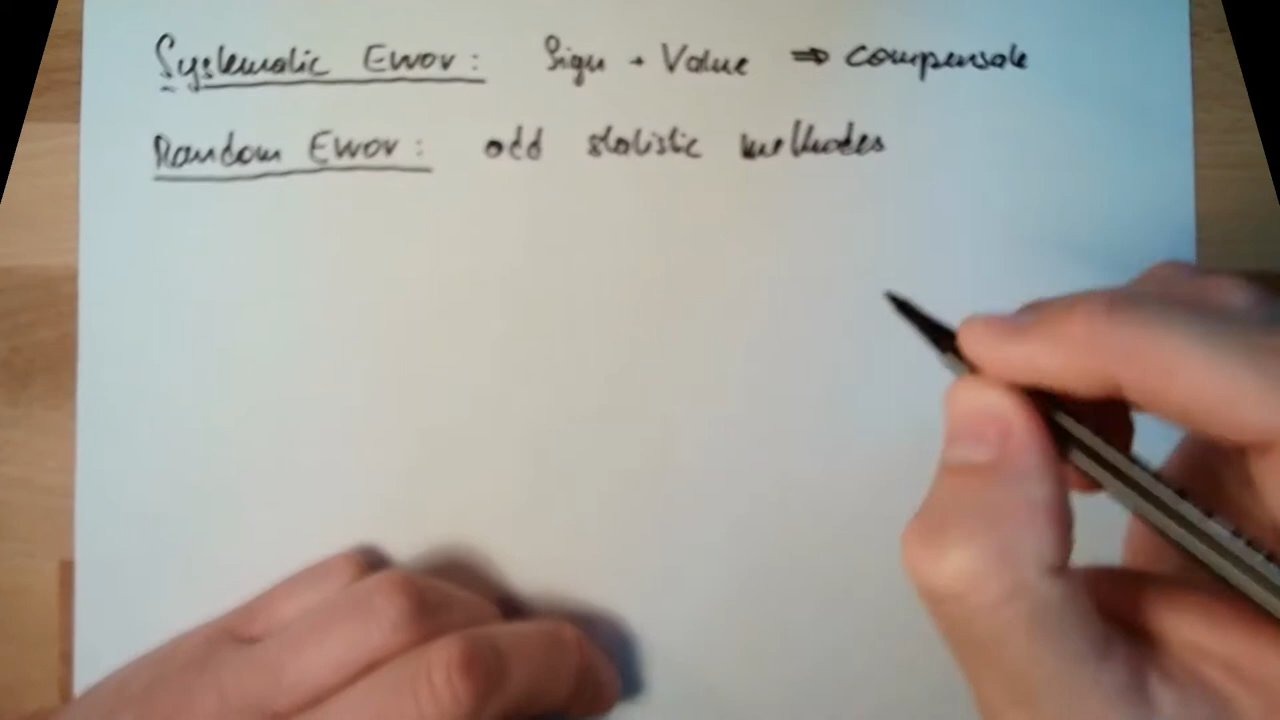 Systematic Error: Sign + Value ⇒ compensate
Random Error: add statistic methodes